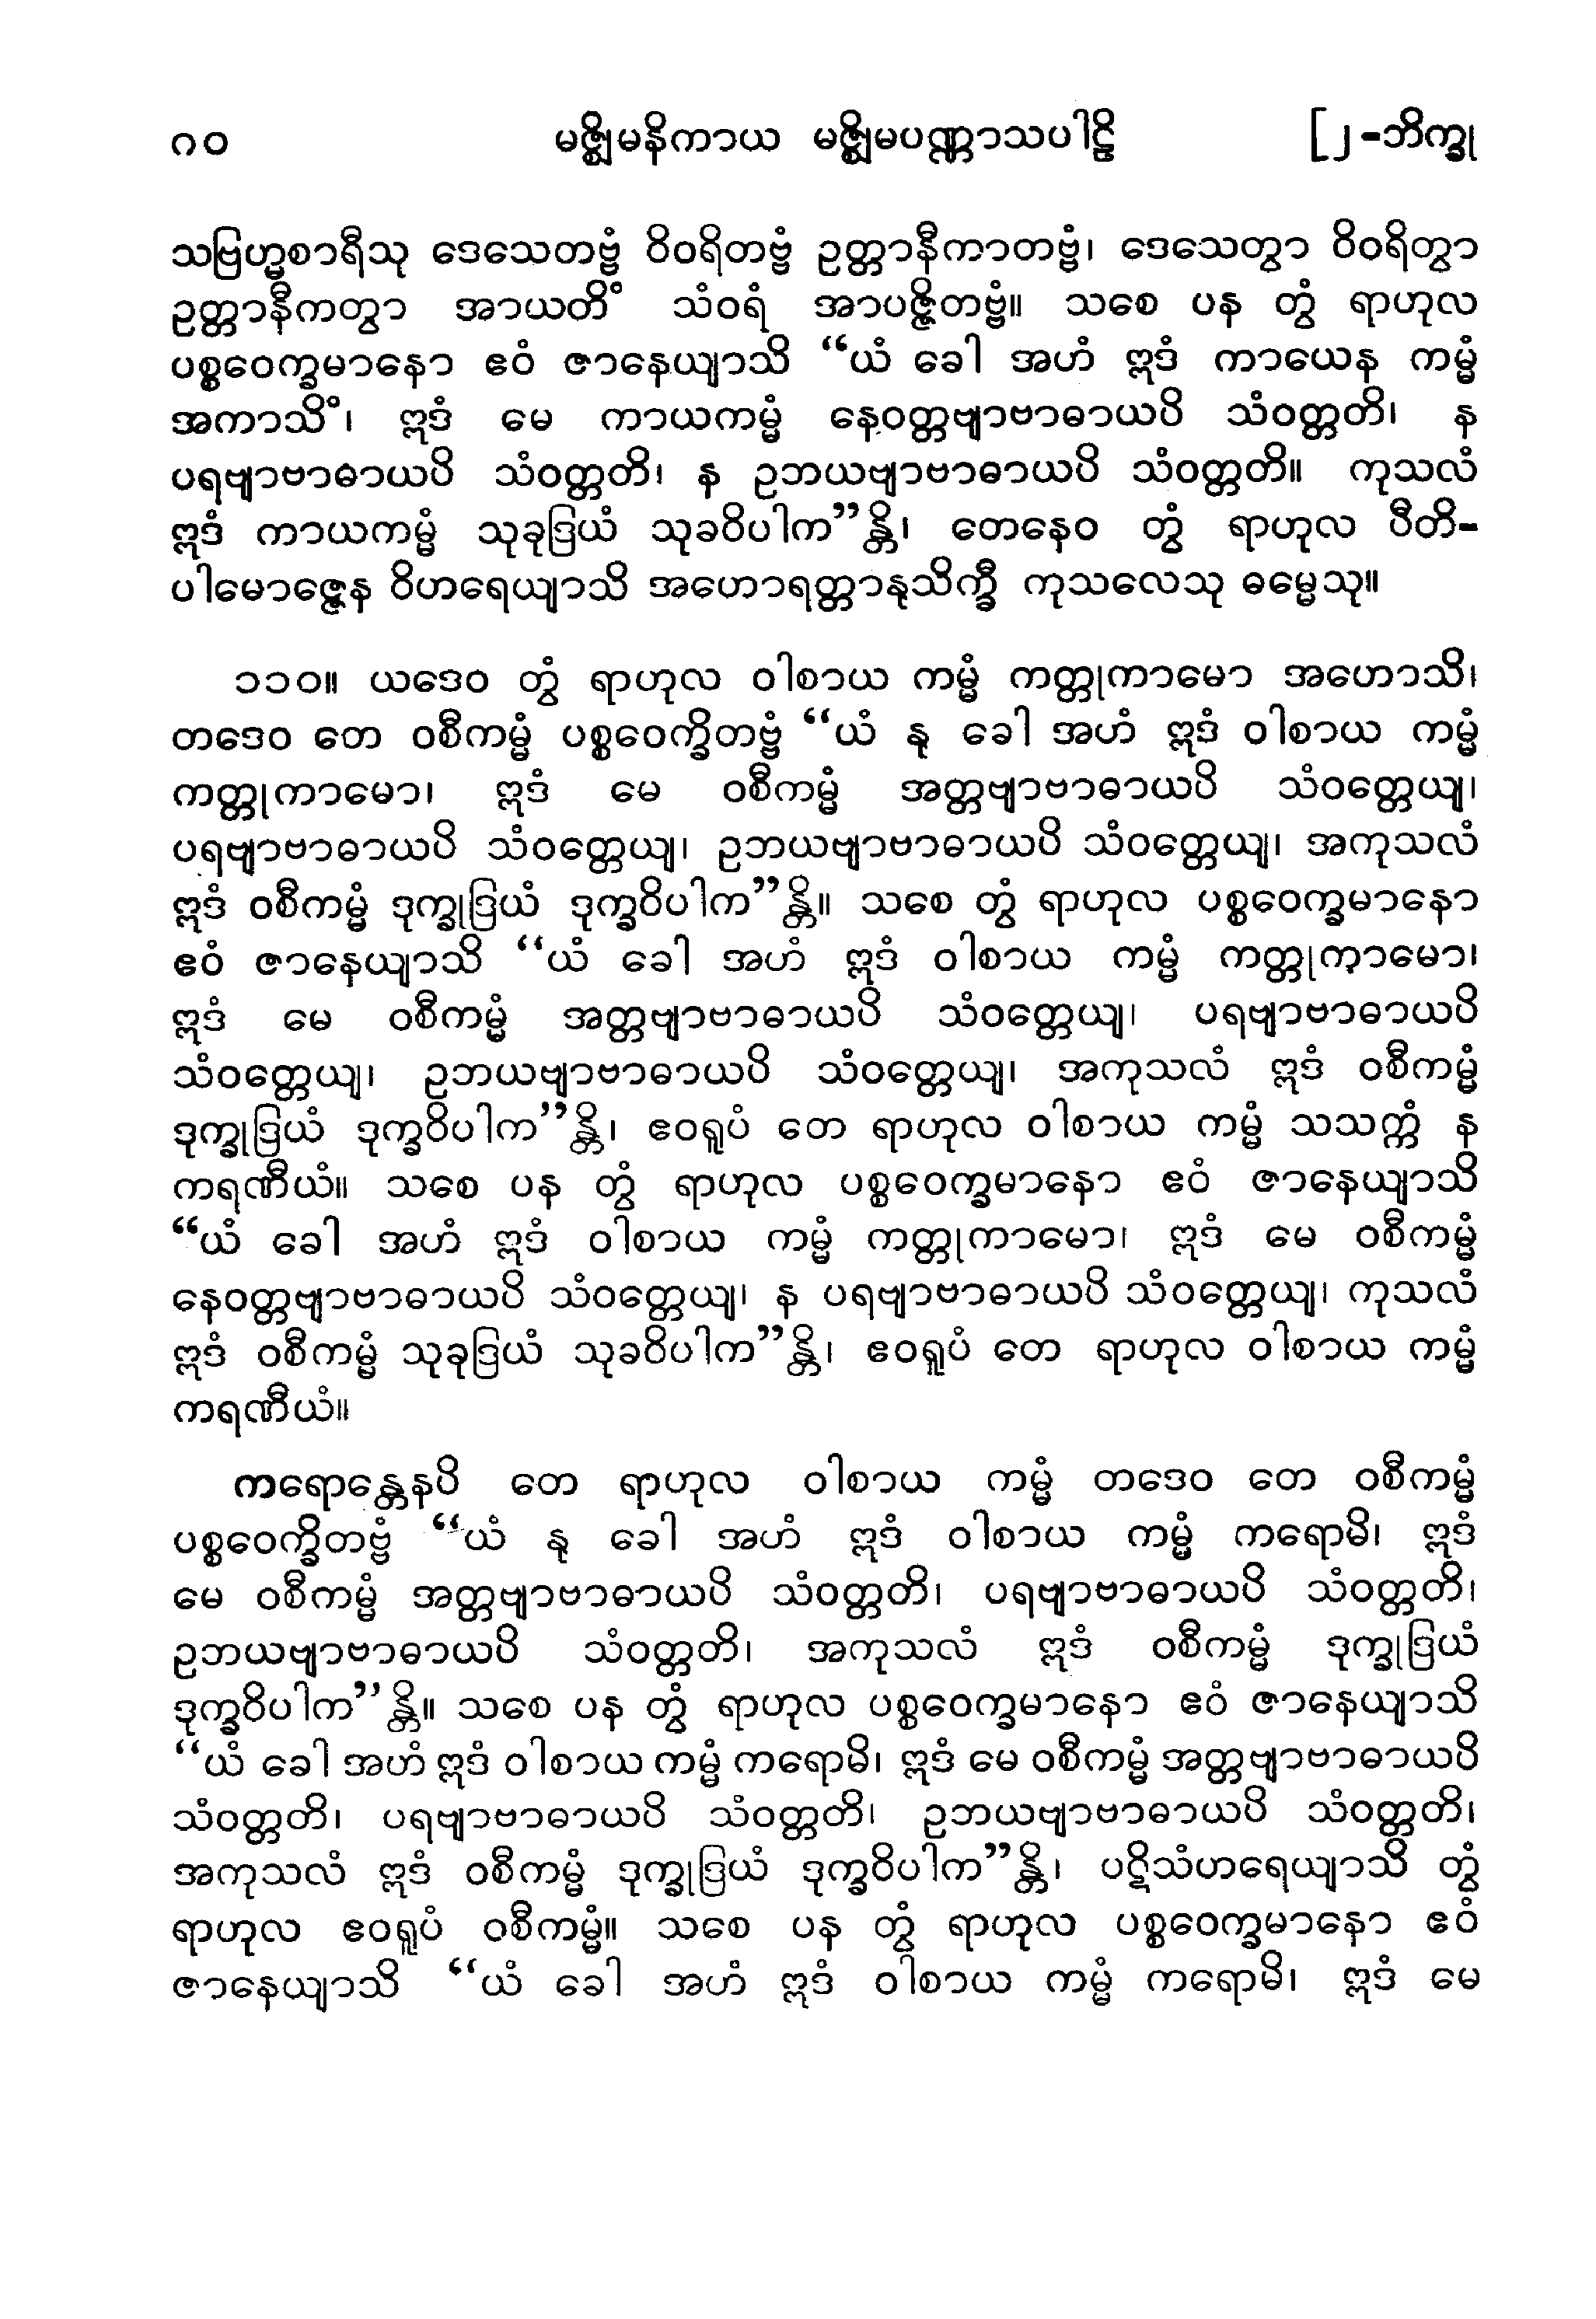 ၈၀ မဇ္ဈိမနိကာယ မဇ္ဈိမပဏ္ဏာသပါဠိ [၂-ဘိက္ခု
သဗြဟ္မစာရီသု ဒေသေတဗ္ဗံ ဝိဝရိတဗ္ဗံ ဥတ္တာနီကာတဗ္ဗံ၊ ဒေသေတွာ ဝိဝရိတွာ
ဥတ္တာနီကတွာ အာယတိံ သံဝရံ အာပဇ္ဇိတဗ္ဗံ။ သစေ ပန တွံ ရာဟုလ
ပစ္စဝေက္ခမာနော ဧဝံ ဇာနေယျာသိ “ယံ ခေါ အဟံ ဣဒံ ကာယေန ကမ္မံ
အကာသိံ၊ ဣဒံ မေ ကာယကမ္မံ နေဝတ္တဗျာဗာဓာယပိ သံဝတ္တတိ၊ န
ပရဗျာဗာဓာယပိ သံဝတ္တတိ၊ န ဥဘယဗျာဗာဓာယပိ သံဝတ္တတိ။ ကုသလံ
ဣဒံ ကာယကမ္မံ သုခုဒြယံ သုခဝိပါက”န္တိ၊ တေနေဝ တွံ ရာဟုလ ပီတိ-
ပါမောဇ္ဇေန ဝိဟရေယျာသိ အဟောရတ္တာနုသိက္ခီ ကုသလေသု ဓမ္မေသု။
၁၁၀။ ယဒေဝ တွံ ရာဟုလ ဝါစာယ ကမ္မံ ကတ္တုကာမော အဟောသိ၊
တဒေဝ တေ ဝစီကမ္မံ ပစ္စဝေက္ခိတဗ္ဗံ “ယံ နု ခေါ အဟံ ဣဒံ ဝါစာယ ကမ္မံ
ကတ္တုကာမော၊ ဣဒံ မေ ဝစီကမ္မံ အတ္တဗျာဗာဓာယပိ သံဝတ္တေယျ၊
ပရဗျာဗာဓာယပိ သံဝတ္တေယျ၊ ဥဘယဗျာဗာဓာယပိ သံဝတ္တေယျ၊ အကုသလံ
ဣဒံ ဝစီကမ္မံ ဒုက္ခုဒြယံ ဒုက္ခဝိပါက”န္တိ။ သစေ တွံ ရာဟုလ ပစ္စဝေက္ခမာနော
ဧဝံ ဇာနေယျာသိ “ယံ ခေါ အဟံ ဣဒံ ဝါစာယ ကမ္မံ ကတ္တုကာမော၊
ဣဒံ မေ ဝစီကမ္မံ အတ္တဗျာဗာဓာယပိ သံဝတ္တေယျ၊ ပရဗျာဗာဓာယပိ
သံဝတ္တေယျ၊ ဥဘယဗျာဗာဓာယပိ သံဝတ္တေယျ၊ အကုသလံ ဣဒံ ဝစီကမ္မံ
ဒုက္ခုဒြယံ ဒုက္ခဝိပါက”န္တိ၊ ဧဝရူပံ တေ ရာဟုလ ဝါစာယ ကမ္မံ သသက္ကံ န
ကရဏီယံ။ သစေ ပန တွံ ရာဟုလ ပစ္စဝေက္ခမာနော ဧဝံ ဇာနေယျာသိ
“ယံ ခေါ အဟံ ဣဒံ ဝါစာယ ကမ္မံ ကတ္တုကာမော၊ ဣဒံ မေ ဝစီကမ္မံ
နေဝတ္တဗျာဗာဓာယပိ သံဝတ္တေယျ၊ န ပရဗျာဗာဓာယပိ သံဝတ္တေယျ၊ ကုသလံ
ဣဒံ ဝစီကမ္မံ သုခုဒြယံ သုခဝိပါက”န္တိ၊ ဧဝရူပံ တေ ရာဟုလ ဝါစာယ ကမ္မံ
ကရဏီယံ။
ကရောန္တေနပိ တေ ရာဟုလ ဝါစာယ ကမ္မံ တဒေဝ တေ ဝစီကမ္မံ
ပစ္စဝေက္ခိတဗ္ဗံ “ယံ နု ခေါ အဟံ ဣဒံ ဝါစာယ ကမ္မံ ကရောမိ၊ ဣဒံ
မေ ဝစီကမ္မံ အတ္တဗျာဗာဓာယပိ သံဝတ္တတိ၊ ပရဗျာဗာဓာယပိ သံဝတ္တတိ၊
ဥဘယဗျာဗာဓာယပိ သံဝတ္တတိ၊ အကုသလံ ဣဒံ ဝစီကမ္မံ ဒုက္ခုဒြယံ
ဒုက္ခဝိပါက”န္တိ။ သစေ ပန တွံ ရာဟုလ ပစ္စဝေက္ခမာနော ဧဝံ ဇာနေယျာသိ
“ယံ ခေါ အဟံ ဣဒံ ဝါစာယ ကမ္မံ ကရောမိ၊ ဣဒံ မေ ဝစီကမ္မံ အတ္တဗျာဗာဓာယပိ
သံဝတ္တတိ၊ ပရဗျာဗာဓာယပိ သံဝတ္တတိ၊ ဥဘယဗျာဗာဓာယပိ သံဝတ္တတိ၊
အကုသလံ ဣဒံ ဝစီကမ္မံ ဒုက္ခုဒြယံ ဒုက္ခဝိပါက”န္တိ၊ ပဋိသံဟရေယျာသိ တွံ
ရာဟုလ ဧဝရူပံ ဝစီကမ္မံ။ သစေ ပန တွံ ရာဟုလ ပစ္စဝေက္ခမာနော ဧဝံ
ဇာနေယျာသိ “ယံ ခေါ အဟံ ဣဒံ ဝါစာယ ကမ္မံ ကရောမိ၊ ဣဒံ မေ